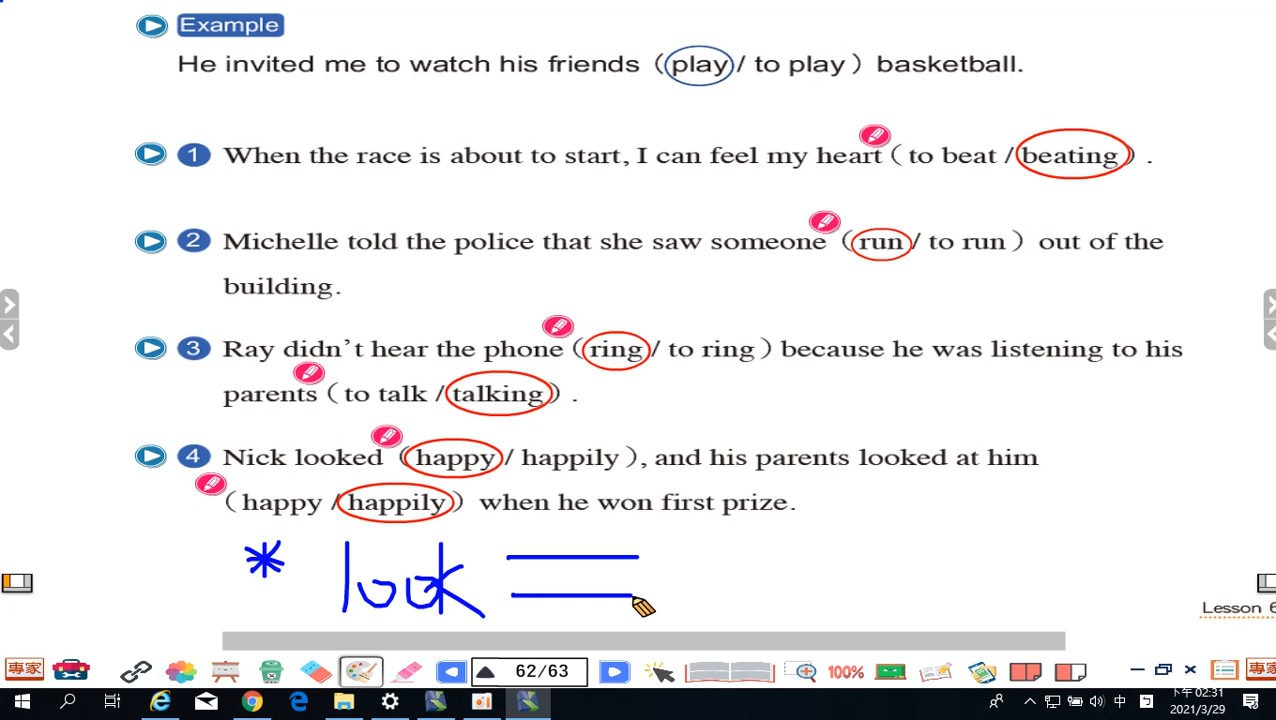 Example
He invited me to watch his friends (play / to play) basketball.
1 When the race is about to start, I can feel my heart (to beat / beating).
2 Michelle told the police that she saw someone (run / to run) out of the
building.
3 Ray didn't hear the phone (ring / to ring) because he was listening to his
parents (to talk / talking).
4 Nick looked (happy / happily), and his parents looked at him
(happy / happily) when he won first prize.
* look =
Lesson 6
專家 62/63 100% 專家
中 下午 02:31
2021/3/29